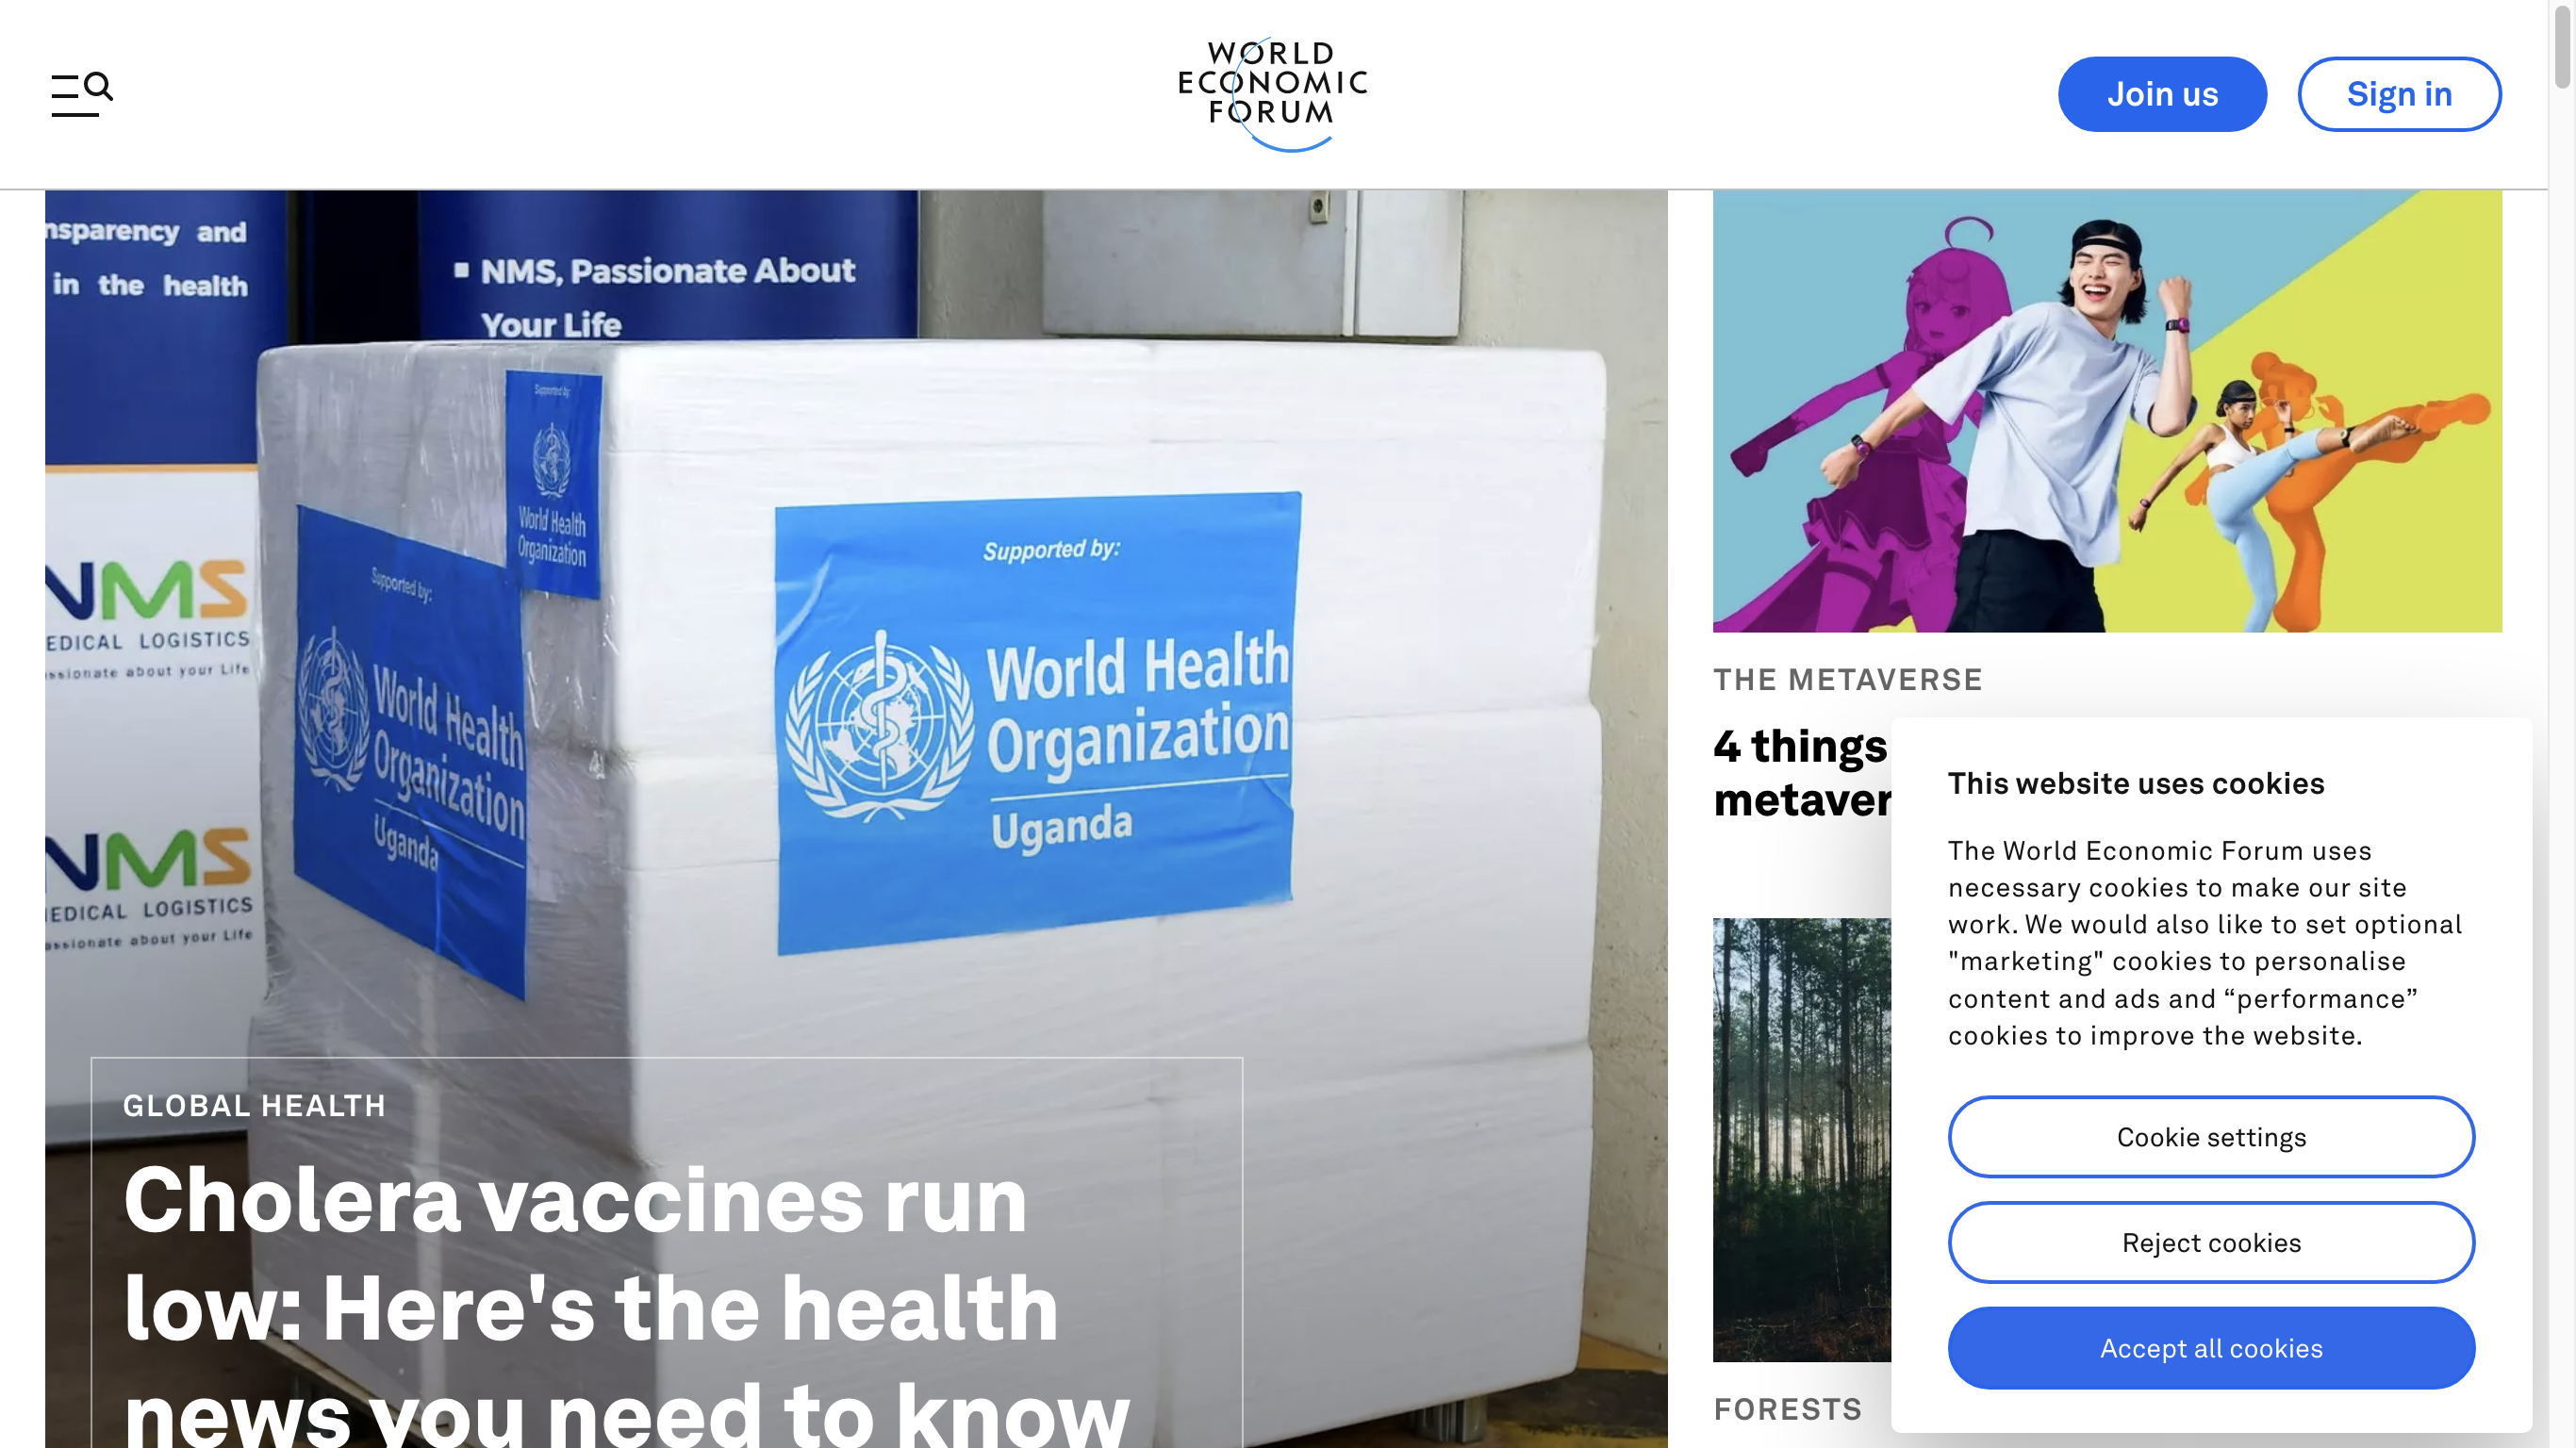 WORLD
ECONOMIC
FORUM
Join us
Sign in
nsparency and
in the health
NMS, Passionate About
Your Life
NMS
EDICAL LOGISTICS
ssionate about your Life
NMS
EDICAL LOGISTICS
assionate about your Life
Supported by:
World Health
Organization
Supported by:
World Health
Organization
Uganda
Supported by:
World Health
Organization
Uganda
GLOBAL HEALTH
Cholera vaccines run
low: Here's the health
news you need to know
THE METAVERSE
4 things
metaver
FORESTS
This website uses cookies
The World Economic Forum uses
necessary cookies to make our site
work. We would also like to set optional
"marketing" cookies to personalise
content and ads and “performance”
cookies to improve the website.
Cookie settings
Reject cookies
Accept all cookies